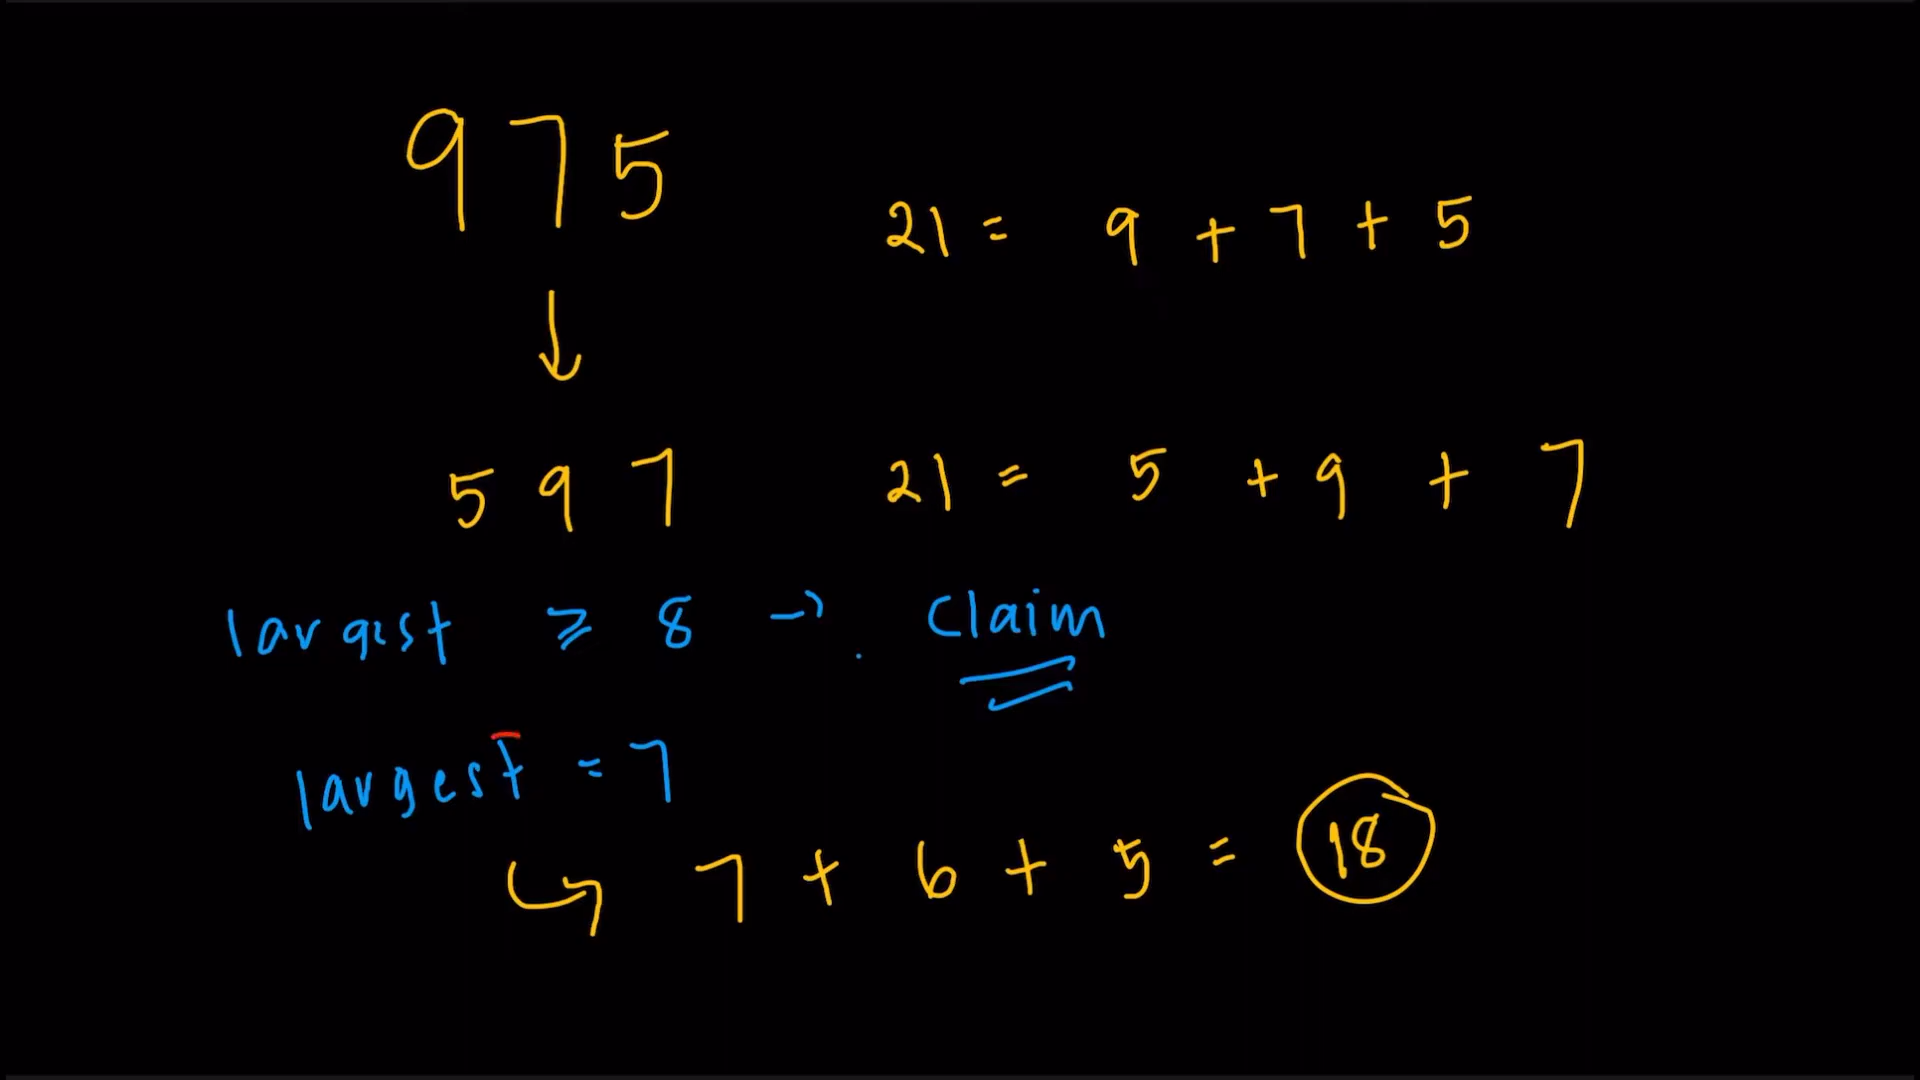 975
21 = 9 + 7 + 5
↓
597
21 = 5 + 9 + 7
largest ≥ 8 → Claim
largest = 7
↪ 7 + 6 + 5 = 18